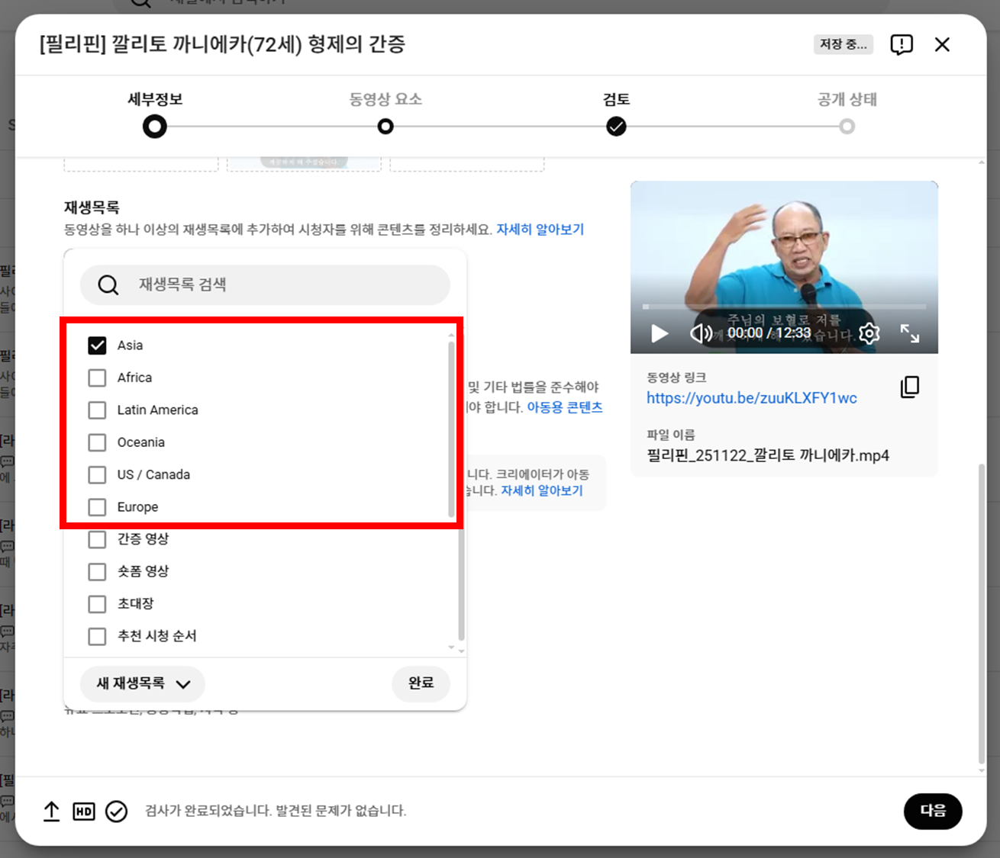 [필리핀] 깔리토 까니에카(72세) 형제의 간증
저장 중...
세부정보
동영상 요소
검토
공개 상태
재생목록
동영상을 하나 이상의 재생목록에 추가하여 시청자를 위해 콘텐츠를 정리하세요. 자세히 알아보기
재생목록 검색
Asia
Africa
Latin America
Oceania
US / Canada
Europe
간증 영상
숏폼 영상
초대장
추천 시청 순서
새 재생목록
완료
및 기타 법률을 준수해야
야 합니다. 아동용 콘텐츠
니다. 크리에이터가 아동
습니다. 자세히 알아보기
주님의 보혈로 저를
00:00 / 12:33
동영상 링크
https://youtu.be/zuuKLXFY1wc
파일 이름
필리핀_251122_깔리토 까니에카.mp4
HD
검사가 완료되었습니다. 발견된 문제가 없습니다.
다음